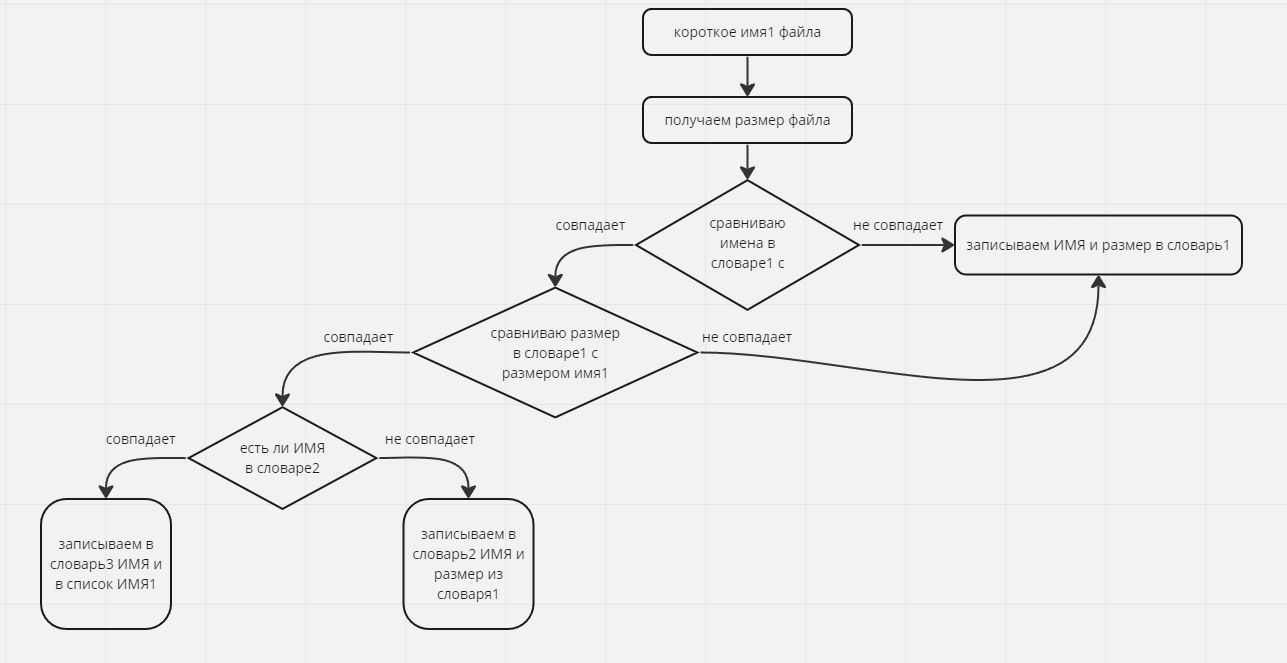 короткое имя1 файла
получаем размер файла
сравниваю
имена в
словаре1 с
совпадает
не совпадает
записываем ИМЯ и размер в словарь1
сравниваю размер
в словаре1 с
размером имя1
совпадает
не совпадает
есть ли ИМЯ
в словаре2
совпадает
не совпадает
записываем в
словарь3 ИМЯ и
в список ИМЯ1
записываем в
словарь2 ИМЯ и
размер из
словаря1